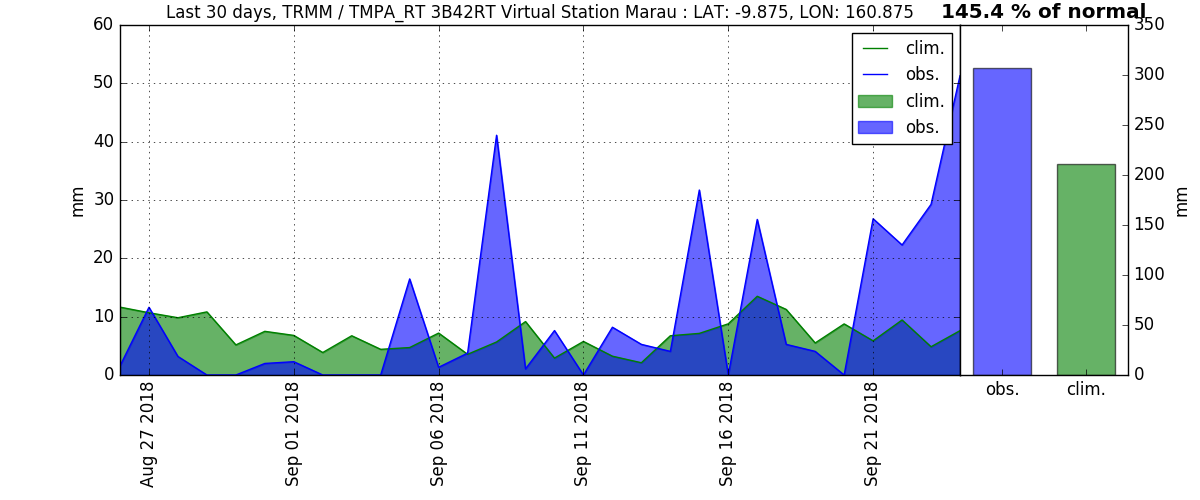 Last 30 days, TRMM / TMPA_RT 3B42RT Virtual Station Marau : LAT: -9.875, LON: 160.875
145.4 % of normal
60
50
40
30
20
10
0
mm
clim.
obs.
clim.
obs.
Aug 27 2018
Sep 01 2018
Sep 06 2018
Sep 11 2018
Sep 16 2018
Sep 21 2018
350
300
250
200
150
100
50
0
mm
obs.
clim.